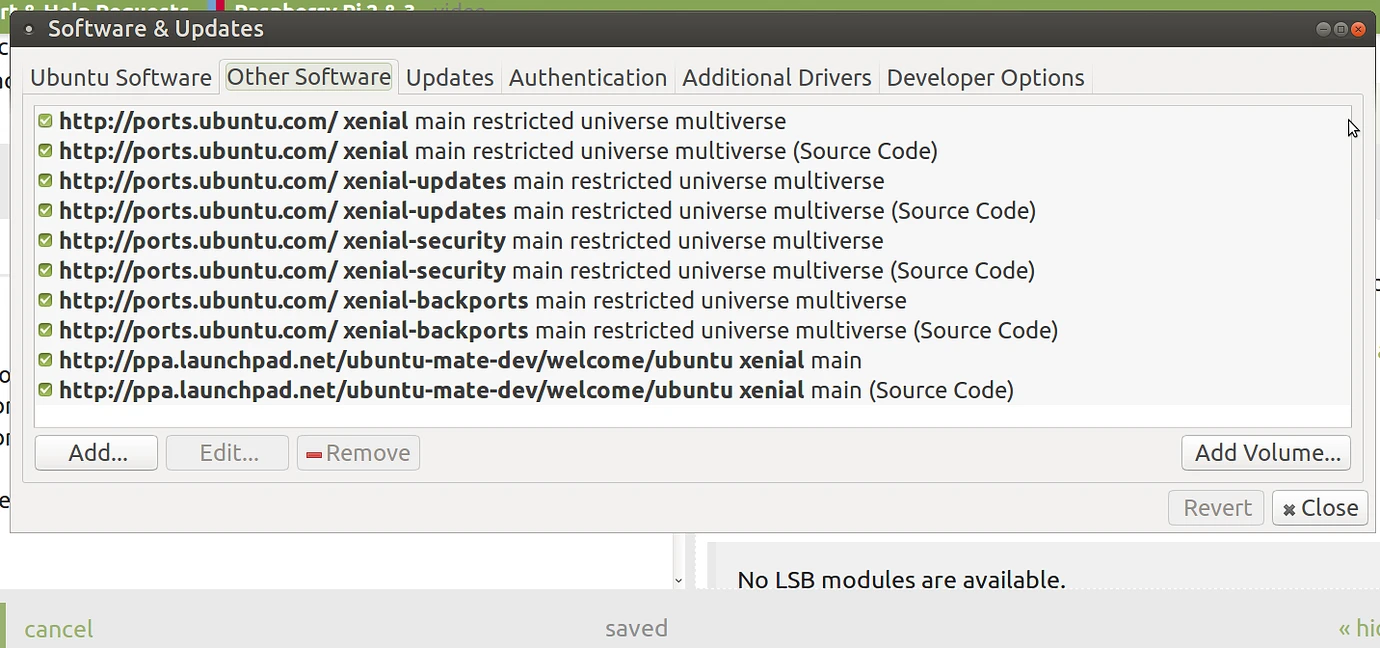 Software & Updates
Ubuntu Software
Other Software
Updates
Authentication
Additional Drivers
Developer Options
http://ports.ubuntu.com/ xenial main restricted universe multiverse
http://ports.ubuntu.com/ xenial main restricted universe multiverse (Source Code)
http://ports.ubuntu.com/ xenial-updates main restricted universe multiverse
http://ports.ubuntu.com/ xenial-updates main restricted universe multiverse (Source Code)
http://ports.ubuntu.com/ xenial-security main restricted universe multiverse
http://ports.ubuntu.com/ xenial-security main restricted universe multiverse (Source Code)
http://ports.ubuntu.com/ xenial-backports main restricted universe multiverse
http://ports.ubuntu.com/ xenial-backports main restricted universe multiverse (Source Code)
http://ppa.launchpad.net/ubuntu-mate-dev/welcome/ubuntu xenial main
http://ppa.launchpad.net/ubuntu-mate-dev/welcome/ubuntu xenial main (Source Code)
Add...
Edit...
Remove
Add Volume...
Revert
Close
No LSB modules are available.
cancel
saved
«